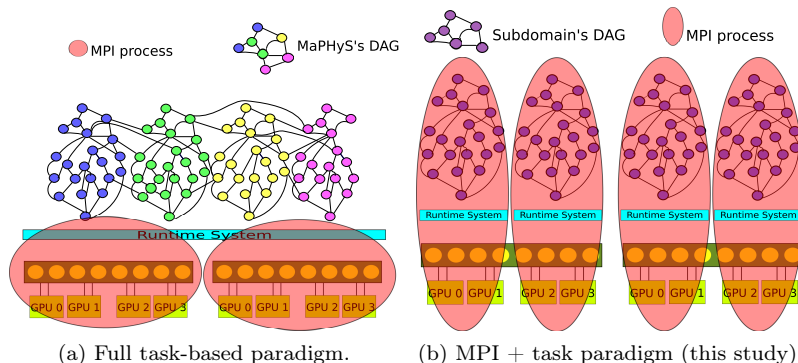 MPI process
MaPHyS's DAG
Subdomain's DAG
MPI process
Runtime System
GPU 0 GPU 1 GPU 2 GPU 3
GPU 0 GPU 1 GPU 2 GPU 3
Runtime System Runtime System Runtime System Runtime System
GPU 0 GPU 1 GPU 2 GPU 3
GPU 0 GPU 1 GPU 2 GPU 3
(a) Full task-based paradigm.
(b) MPI + task paradigm (this study)